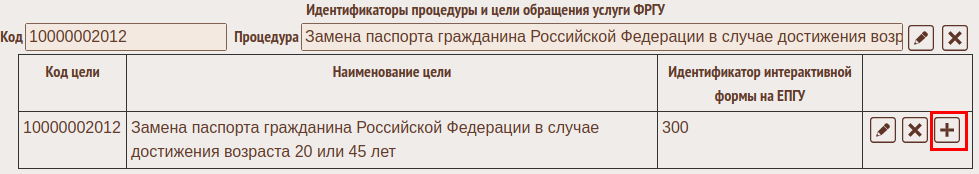 Идентификаторы процедуры и цели обращения услуги ФРГУ
Код 10000002012 Процедура Замена паспорта гражданина Российской Федерации в случае достижения возр
Код цели Наименование цели Идентификатор интерактивной
формы на ЕПГУ
10000002012 Замена паспорта гражданина Российской Федерации в случае 300
достижения возраста 20 или 45 лет